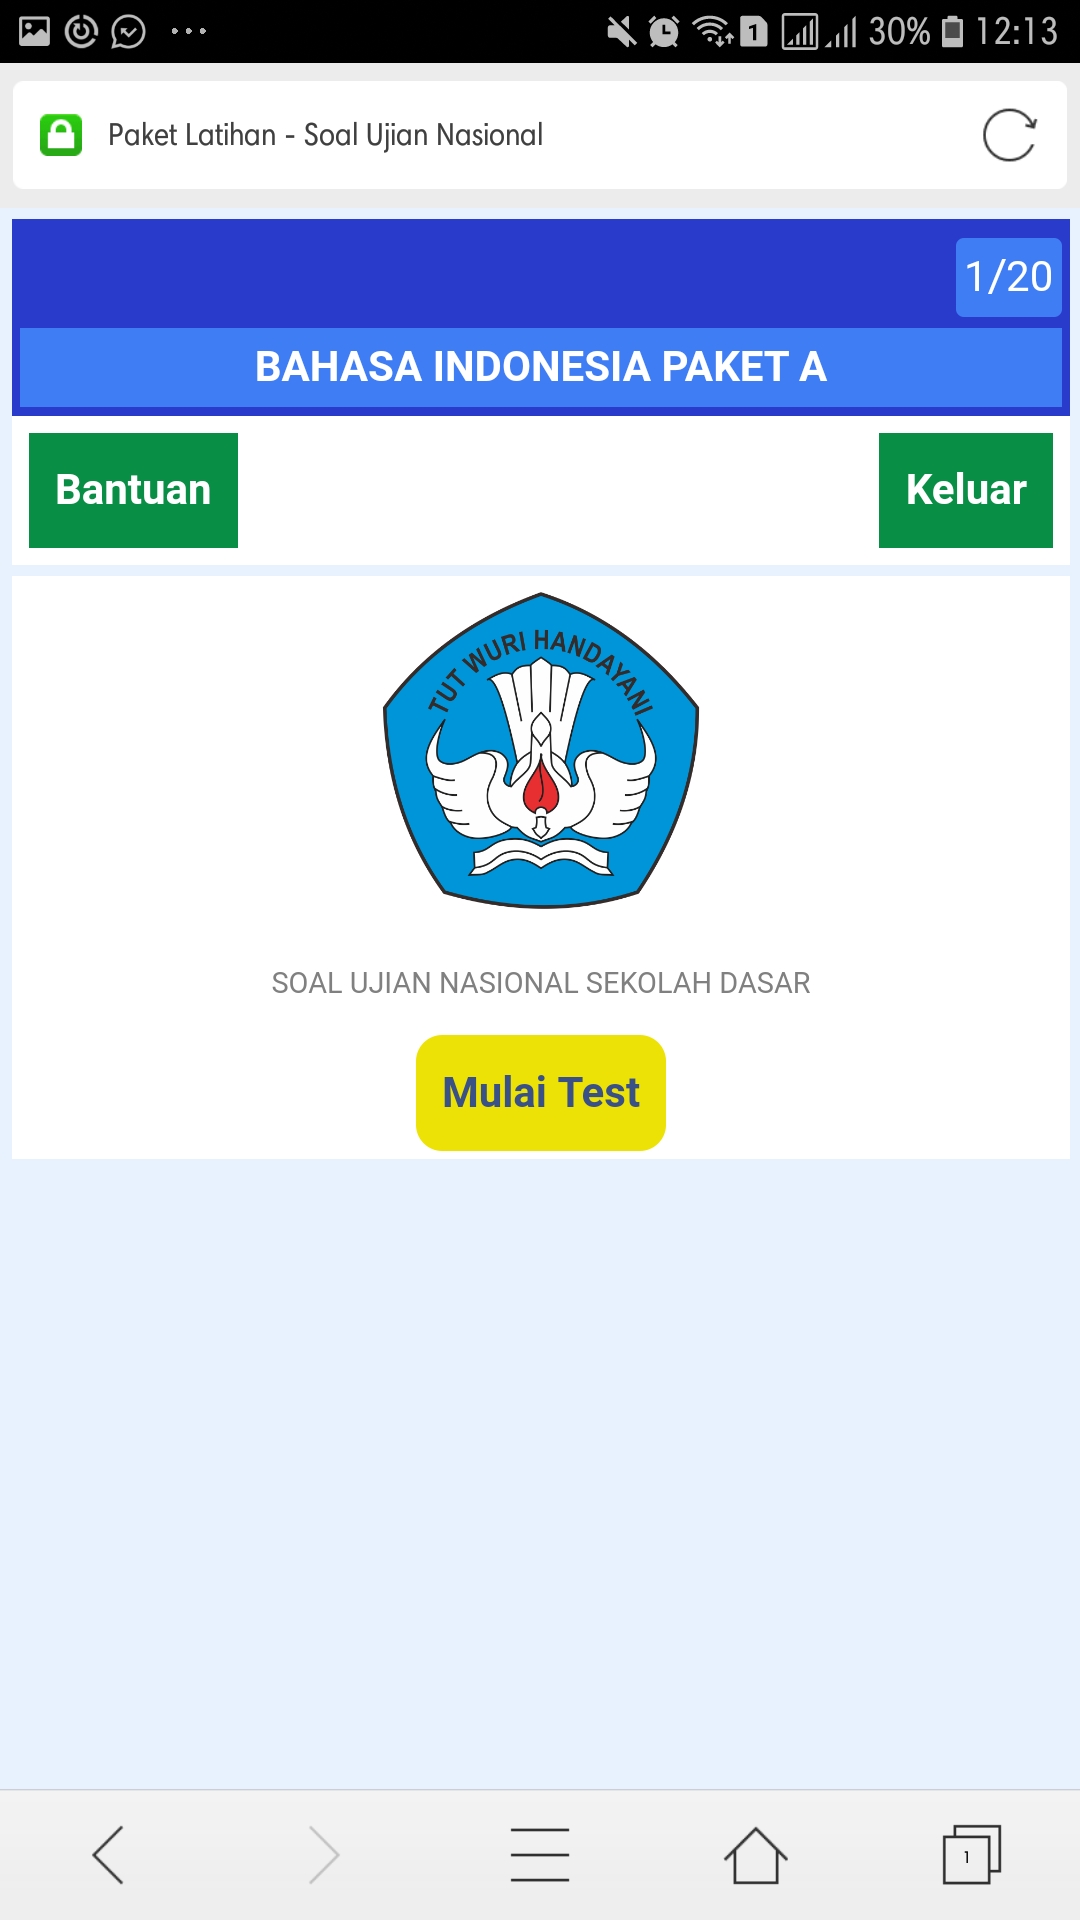 30% 12:13
Paket Latihan - Soal Ujian Nasional
1/20
BAHASA INDONESIA PAKET A
Bantuan
Keluar
TUT WURI HANDAYANI
SOAL UJIAN NASIONAL SEKOLAH DASAR
Mulai Test
1